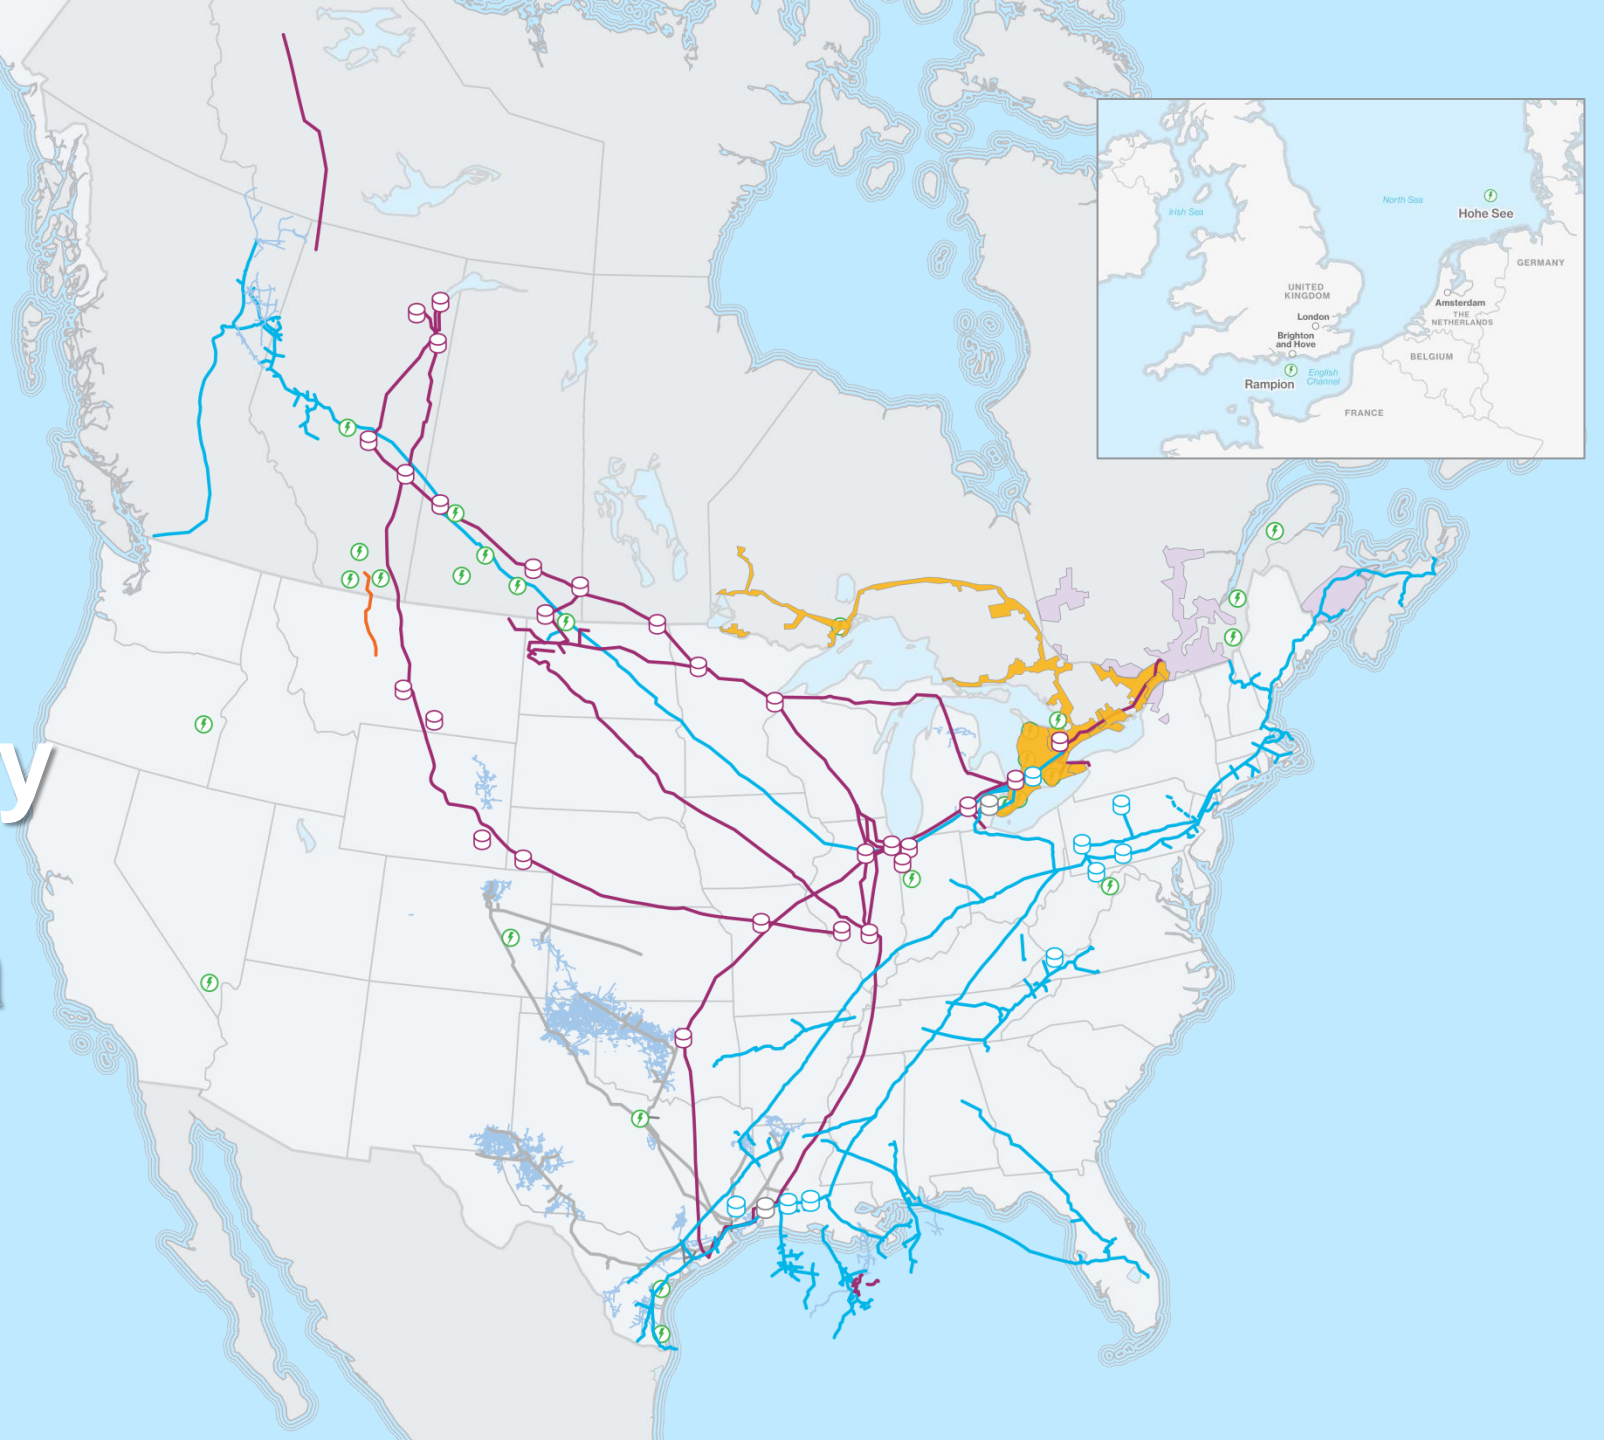 y
North Sea
Irish Sea
Hohe See
GERMANY
UNITED
KINGDOM
Amsterdam
THE
NETHERLANDS
London
Brighton
and Hove
BELGIUM
English
Channel
Rampion
FRANCE